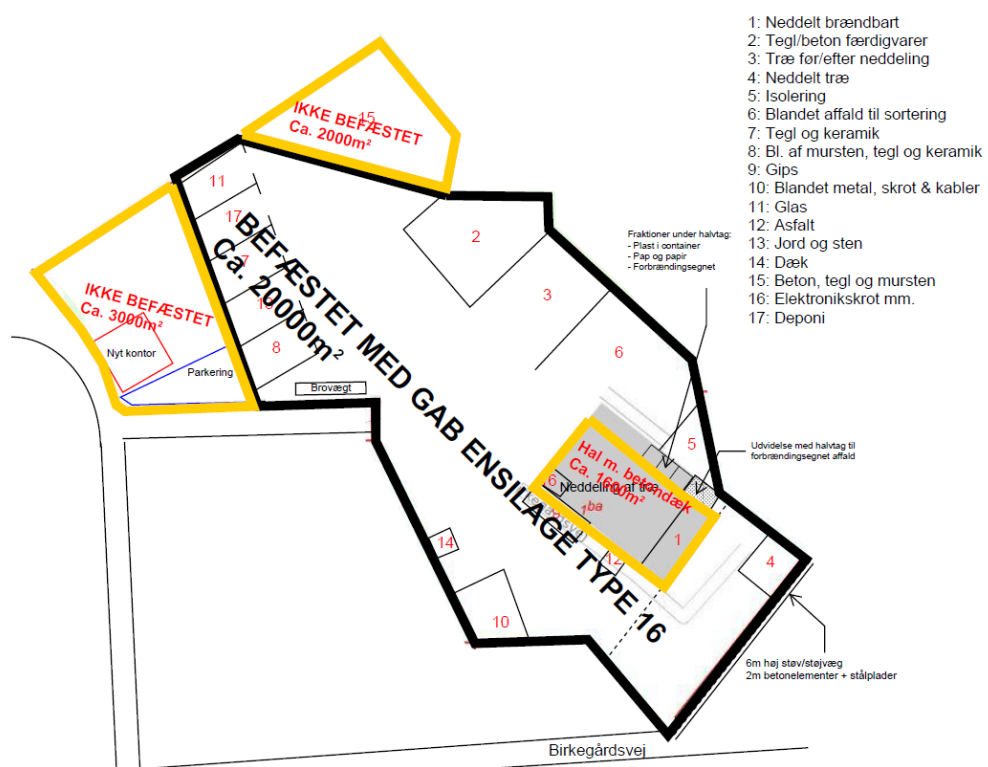 1: Neddelt brændbart
2: Tegl/beton færdigvarer
3: Træ før/efter neddeling
4: Neddelt træ
5: Isolering
6: Blandet affald til sortering
7: Tegl og keramik
8: Bl. af mursten, tegl og keramik
9: Gips
10: Blandet metal, skrot & kabler
11: Glas
12: Asfalt
13: Jord og sten
14: Dæk
15: Beton, tegl og mursten
16: Elektronikskrot mm.
17: Deponi
IKKE BEFÆSTET
Ca. 2000m²
15
11
17
7
2
3
6
8
IKKE BEFÆSTET
Ca. 3000m²
Nyt kontor
Parkering
Brovægt
BEFÆSTET MED GAB ENSILAGE TYPE 16
Ca. 20000m²
Fraktioner under halvtag:
- Plast i container
- Pap og papir
- Forbrændingsegnet
5
Udvidelse med halvtag til
forbrændingsegnet affald
Hal m. betondæk
Ca. 1600m²
Neddeling af træ
6
1
12
4
14
10
6m høj støv/støjvæg
2m betonelementer + stålplader
Birkegårdsvej